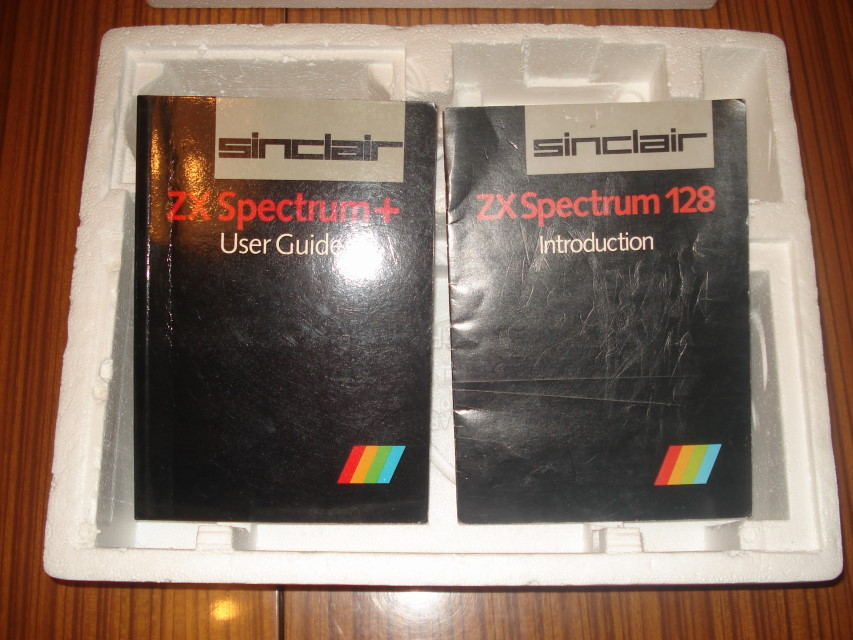 sinclair
ZX Spectrum+
User Guide
sinclair
ZX Spectrum 128
Introduction